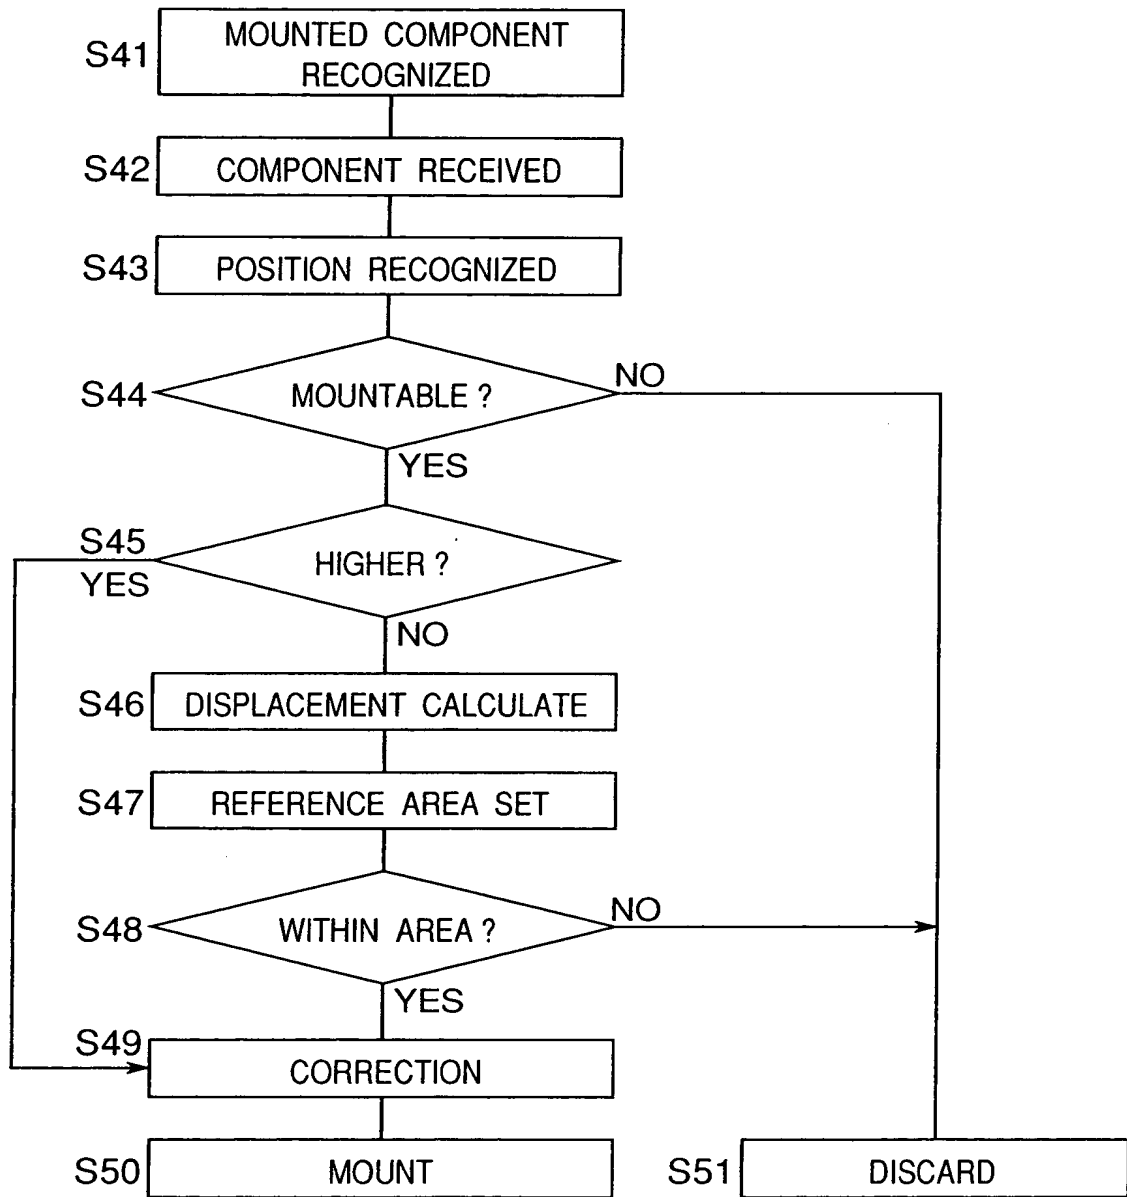 S41
MOUNTED COMPONENT
RECOGNIZED
S42
COMPONENT RECEIVED
S43
POSITION RECOGNIZED
S44
MOUNTABLE ?
NO
YES
S45
HIGHER ?
YES
NO
S46
DISPLACEMENT CALCULATE
S47
REFERENCE AREA SET
S48
WITHIN AREA ?
NO
YES
S49
CORRECTION
S50
MOUNT
S51
DISCARD